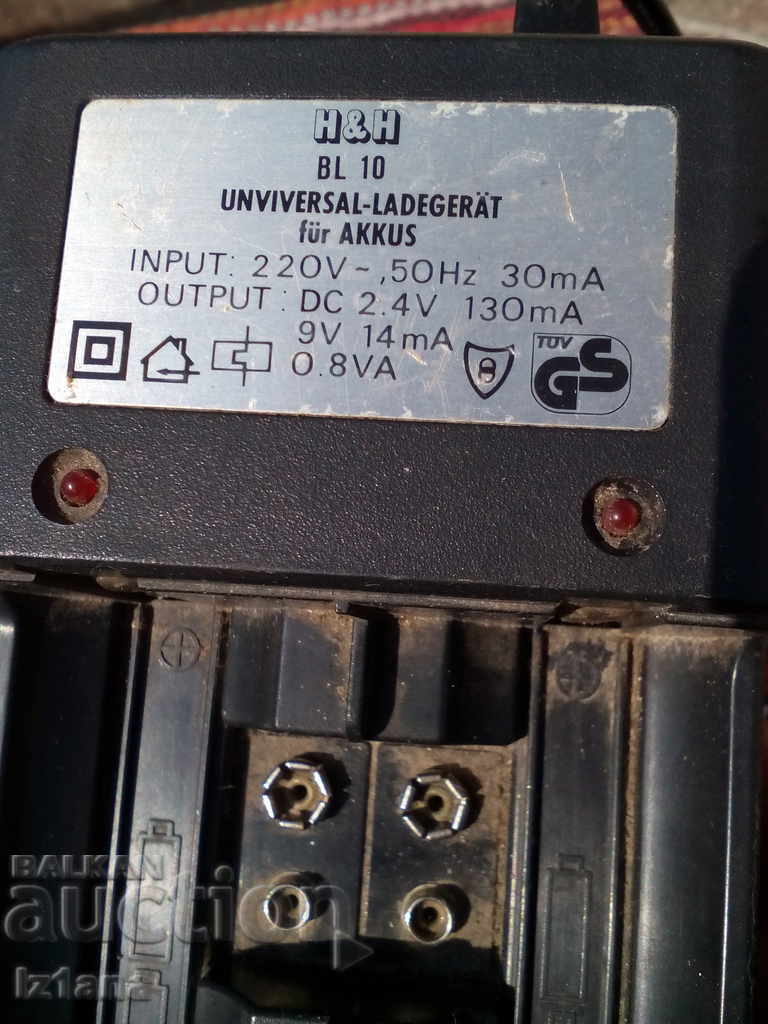 H&H
BL 10
UNVIVERSAL-LADEGERÄT
für AKKUS
INPUT: 220V~,50Hz 30mA
OUTPUT: DC 2.4V 130mA
9V 14mA
0.8VA
TÜV
GS
BALKAN
auction
Iz1ana